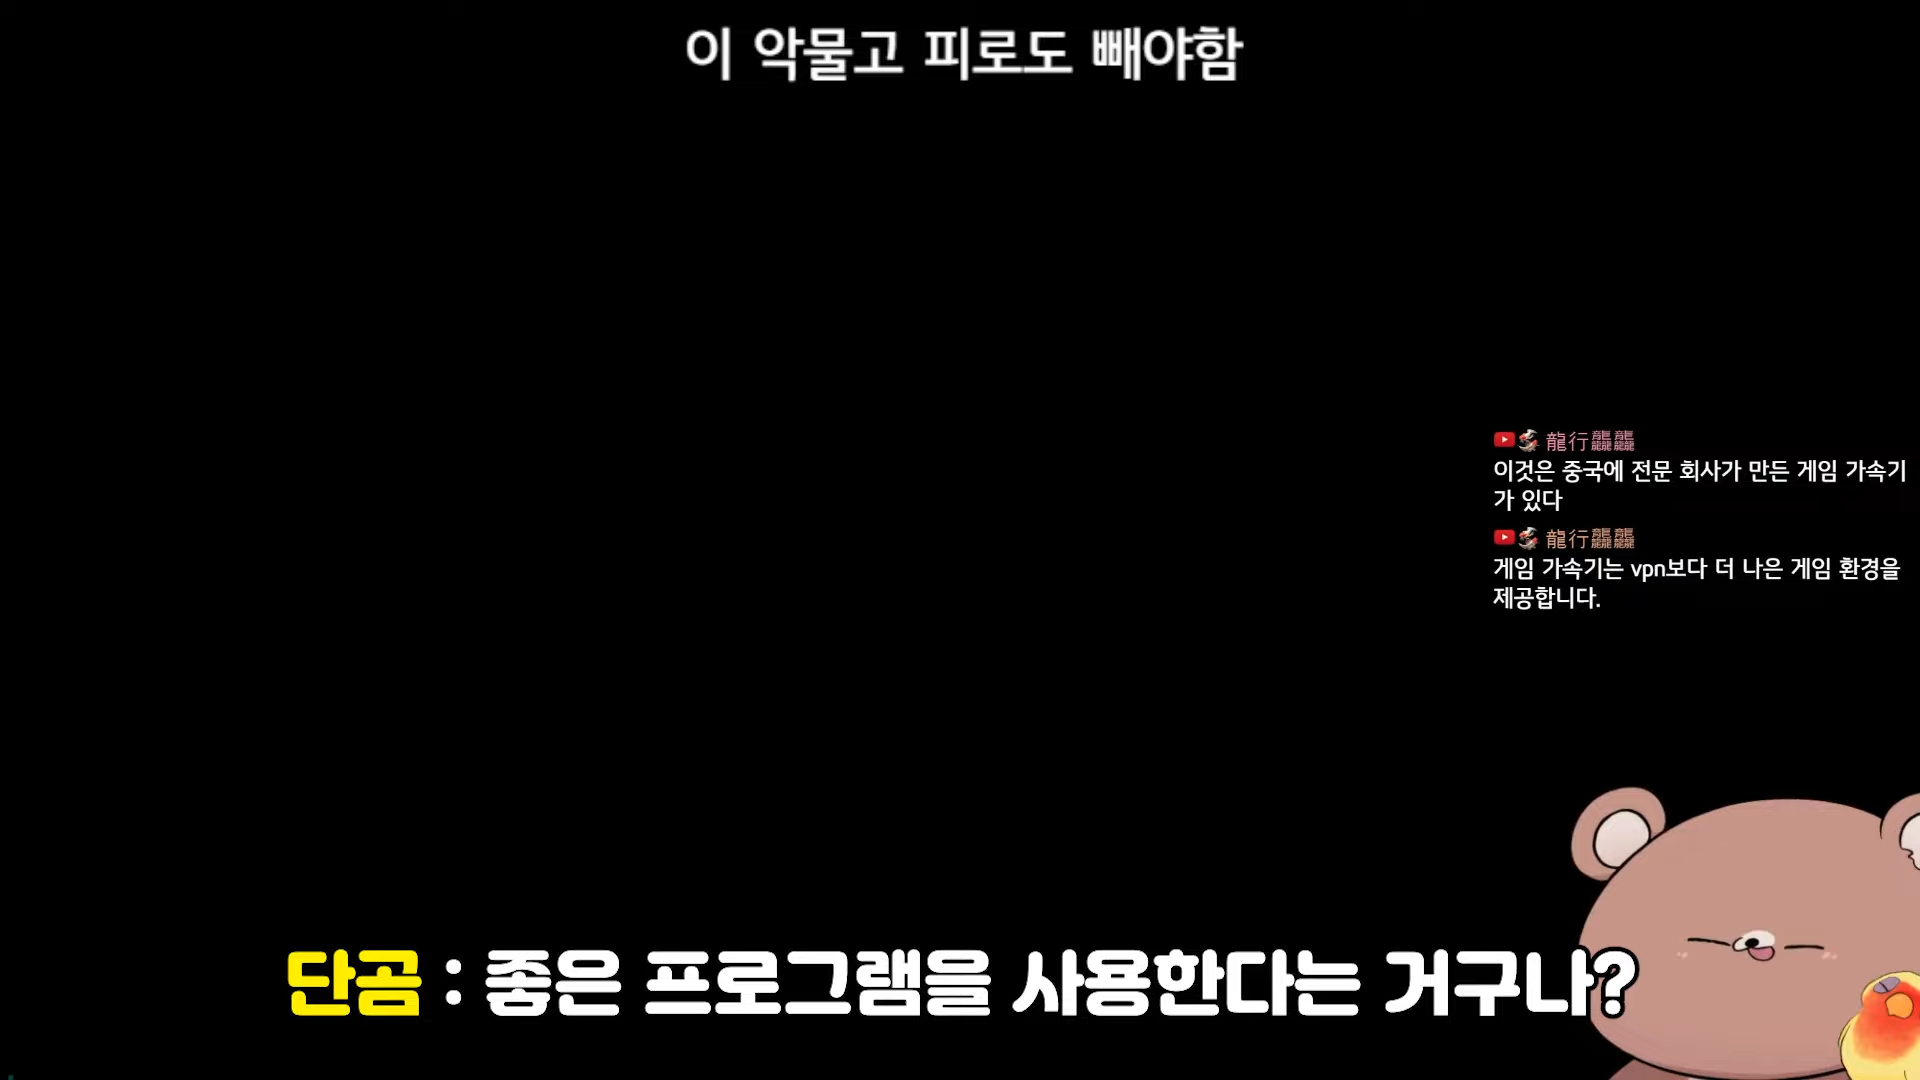 이 악물고 피로도 빼야함
龍行龘龘
이것은 중국에 전문 회사가 만든 게임 가속기
가 있다
龍行龘龘
게임 가속기는 vpn보다 더 나은 게임 환경을
제공합니다.
단곰 : 좋은 프로그램을 사용한다는 거구나?